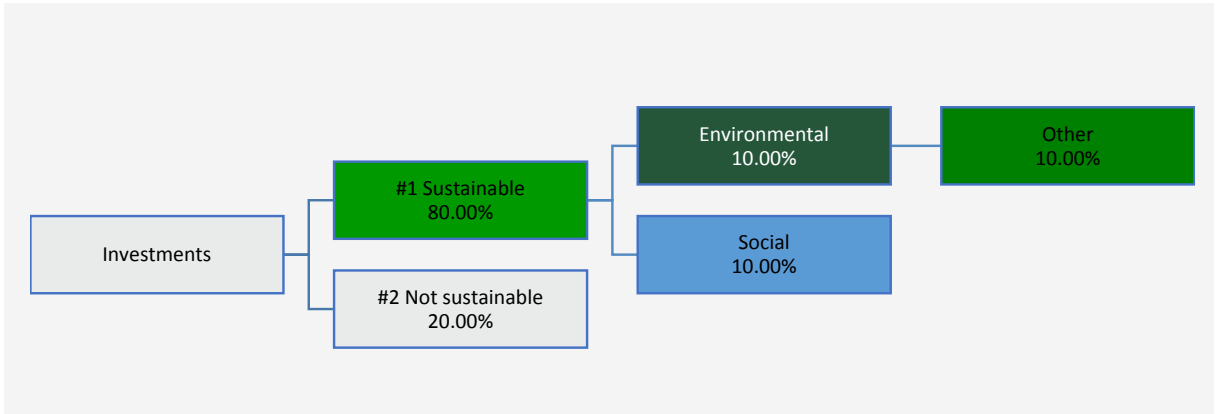 Investments
#1 Sustainable
80.00%
#2 Not sustainable
20.00%
Environmental
10.00%
Social
10.00%
Other
10.00%